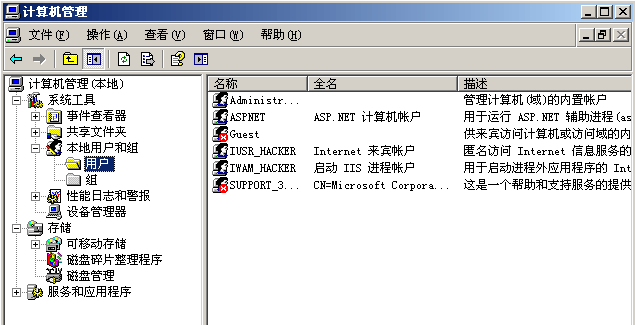 计算机管理
文件(F) 操作(A) 查看(V) 窗口(W) 帮助(H)
计算机管理(本地)
系统工具
事件查看器
共享文件夹
本地用户和组
用户
组
性能日志和警报
设备管理器
存储
可移动存储
磁盘碎片整理程序
磁盘管理
服务和应用程序
名称 全名 描述
Administr... 管理计算机(域)的内置帐户
ASPNET ASP.NET 计算机帐户 用于运行 ASP.NET 辅助进程(as
Guest 供来宾访问计算机或访问域的内
IUSR_HACKER Internet 来宾帐户 匿名访问 Internet 信息服务的
IWAM_HACKER 启动 IIS 进程帐户 用于启动进程外应用程序的 Int
SUPPORT_3... CN=Microsoft Corpora... 这是一个帮助和支持服务的提供